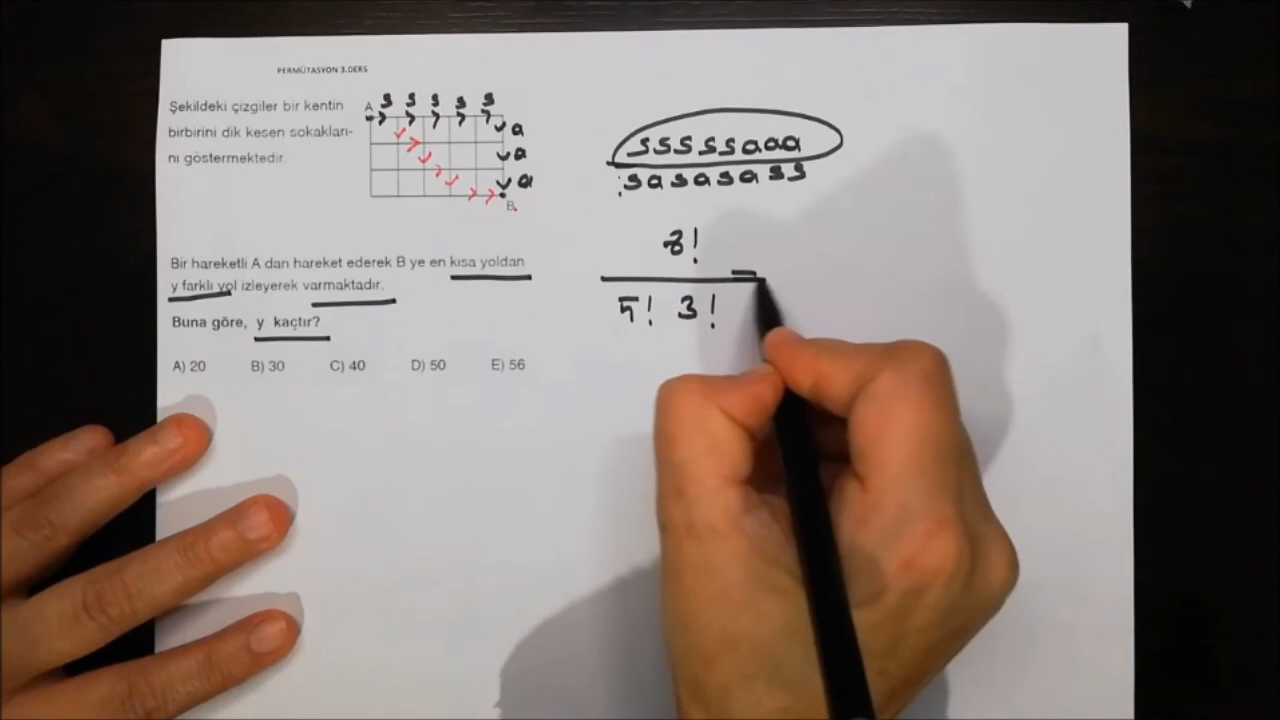 PERMÜTASYON 3.DERS
Şekildeki çizgiler bir kentin
birbirini dik kesen sokakları-
nı göstermektedir.
A
s s s s s
a
a
a
B
Bir hareketli A dan hareket ederek B ye en kısa yoldan
y farklı yol izleyerek varmaktadır.
Buna göre, y kaçtır?
A) 20 B) 30 C) 40 D) 50 E) 56
sssssaaa
sasasass
8!
5! 3!
=